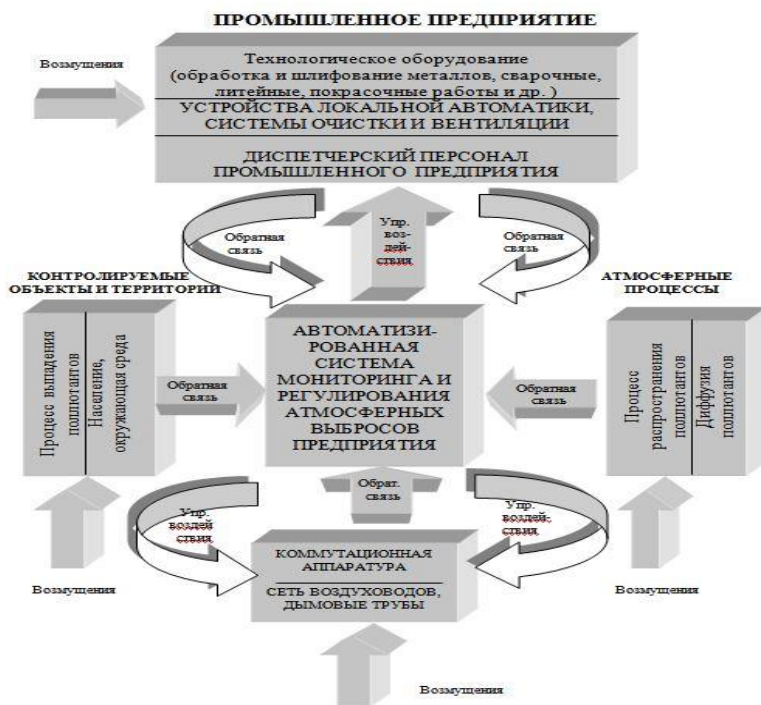 ПРОМЫШЛЕННОЕ ПРЕДПРИЯТИЕ
Возмущения
Технологическое оборудование
(обработка и шлифование металлов, сварочные,
литейные, покрасочные работы и др. )
УСТРОЙСТВА ЛОКАЛЬНОЙ АВТОМАТИКИ,
СИСТЕМЫ ОЧИСТКИ И ВЕНТИЛЯЦИИ
ДИСПЕТЧЕРСКИЙ ПЕРСОНАЛ
ПРОМЫШЛЕННОГО ПРЕДПРИЯТИЯ
Обратная
связь
Упр.
воз-
дей-
ствия
Обратная
связь
КОНТРОЛИРУЕМЫЕ
ОБЪЕКТЫ И ТЕРРИТОРИИ
АТМОСФЕРНЫЕ
ПРОЦЕССЫ
Процесс выпадения
поллютантов
Население,
окружающая среда
Обратная
связь
АВТОМАТИЗИ-
РОВАННАЯ
СИСТЕМА
МОНИТОРИНГА И
РЕГУЛИРОВАНИЯ
АТМОСФЕРНЫХ
ВЫБРОСОВ
ПРЕДПРИЯТИЯ
Обратная
связь
Процесс
распространения
поллютантов
Диффузия
поллютантов
Упр.
воздей
ствия
Обрат.
связь
Упр.
воздей-
ствия
КОММУТАЦИОННАЯ
АППАРАТУРА
СЕТЬ ВОЗДУХОВОДОВ,
ДЫМОВЫЕ ТРУБЫ
Возмущения
Возмущения
Возмущения